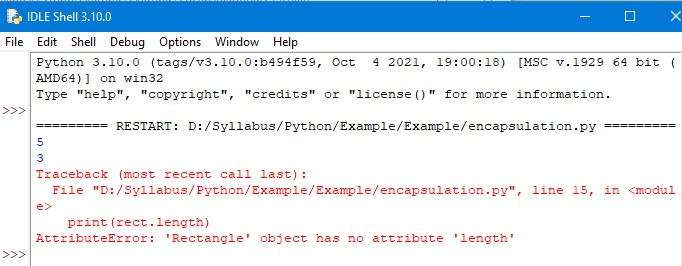 IDLE Shell 3.10.0
File Edit Shell Debug Options Window Help
Python 3.10.0 (tags/v3.10.0:b494f59, Oct  4 2021, 19:00:18) [MSC v.1929 64 bit (
AMD64)] on win32
Type "help", "copyright", "credits" or "license()" for more information.
>>>
========= RESTART: D:/Syllabus/Python/Example/Example/encapsulation.py =========
5
3
Traceback (most recent call last):
  File "D:/Syllabus/Python/Example/Example/encapsulation.py", line 15, in <modul
e>
    print(rect.length)
AttributeError: 'Rectangle' object has no attribute 'length'
>>>